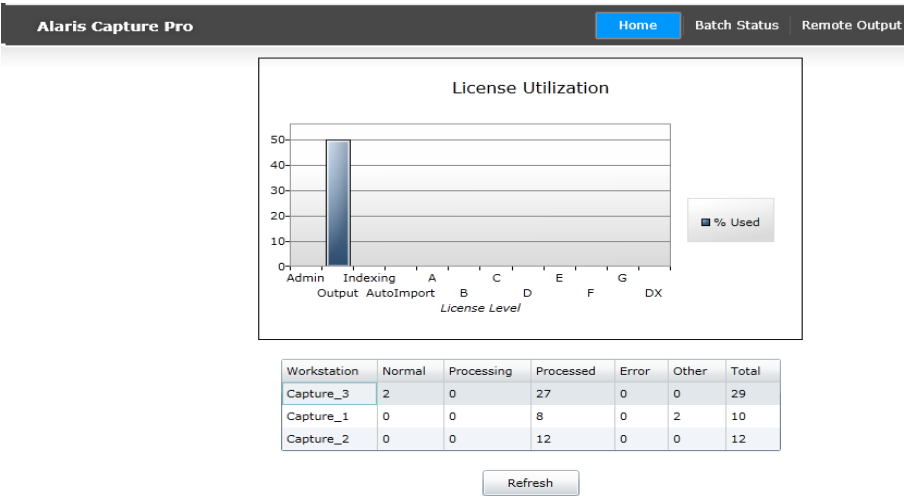 Alaris Capture Pro Home Batch Status Remote Output
License Utilization
50
40
30
20
10
0
% Used
Admin Indexing A C E G
Output AutoImport B D F DX
License Level
Workstation Normal Processing Processed Error Other Total
Capture_3 2 0 27 0 0 29
Capture_1 0 0 8 0 2 10
Capture_2 0 0 12 0 0 12
Refresh